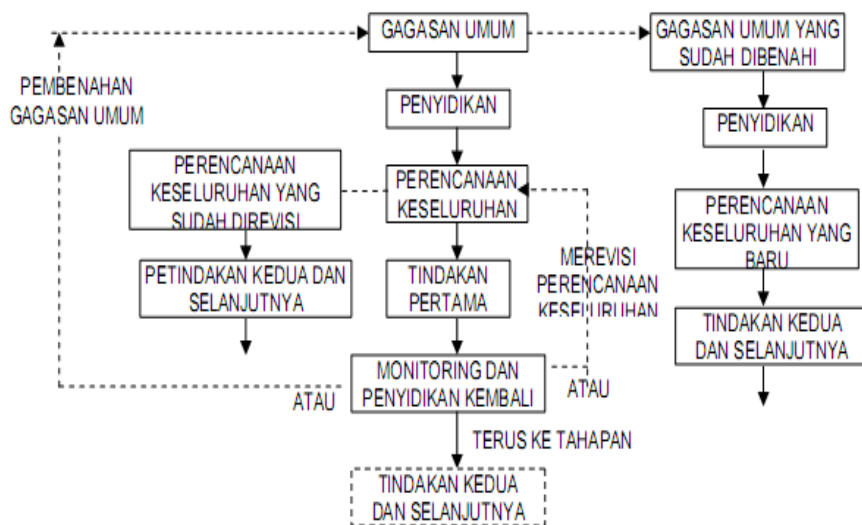 GAGASAN UMUM
GAGASAN UMUM YANG
SUDAH DIBENAHI
PEMBENAHAN
GAGASAN UMUM
PENYIDIKAN
PENYIDIKAN
PERENCANAAN
KESELURUHAN YANG
SUDAH DIREVISI
PERENCANAAN
KESELURUHAN
PERENCANAAN
KESELURUHAN YANG
BARU
MEREVISI
PERENCANAAN
KESELURUHAN
PETINDAKAN KEDUA DAN
SELANJUTNYA
TINDAKAN
PERTAMA
TINDAKAN KEDUA
DAN SELANJUTNYA
MONITORING DAN
PENYIDIKAN KEMBALI
ATAU
ATAU
TERUS KE TAHAPAN
TINDAKAN KEDUA
DAN SELANJUTNYA